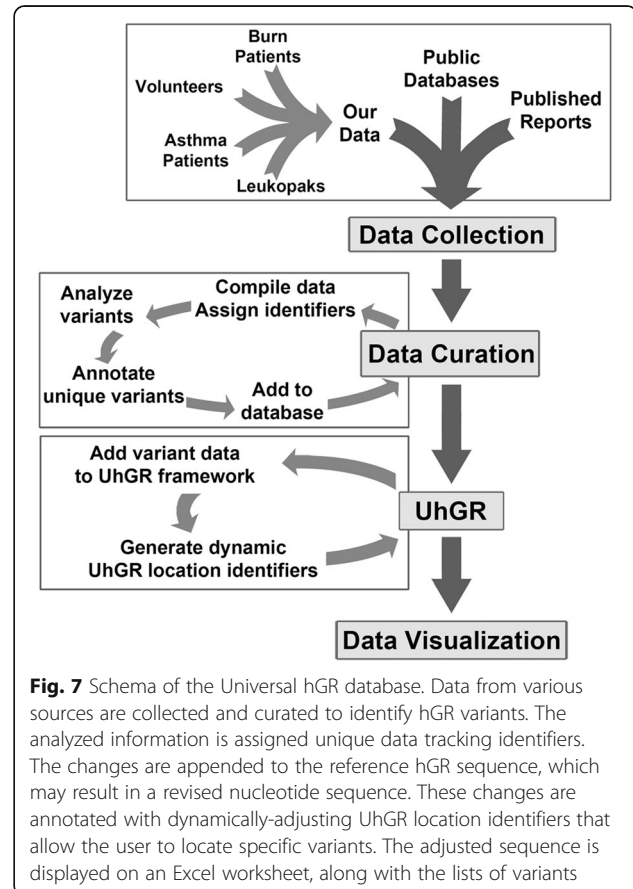 Burn
Patients
Volunteers
Asthma
Patients
Leukopaks
Our
Data
Public
Databases
Published
Reports
Data Collection
Compile data
Assign identifiers
Analyze
variants
Annotate
unique variants
Add to
database
Data Curation
Add variant data
to UhGR framework
Generate dynamic
UhGR location identifiers
UhGR
Data Visualization
Fig. 7 Schema of the Universal hGR database. Data from various
sources are collected and curated to identify hGR variants. The
analyzed information is assigned unique data tracking identifiers.
The changes are appended to the reference hGR sequence, which
may result in a revised nucleotide sequence. These changes are
annotated with dynamically-adjusting UhGR location identifiers that
allow the user to locate specific variants. The adjusted sequence is
displayed on an Excel worksheet, along with the lists of variants